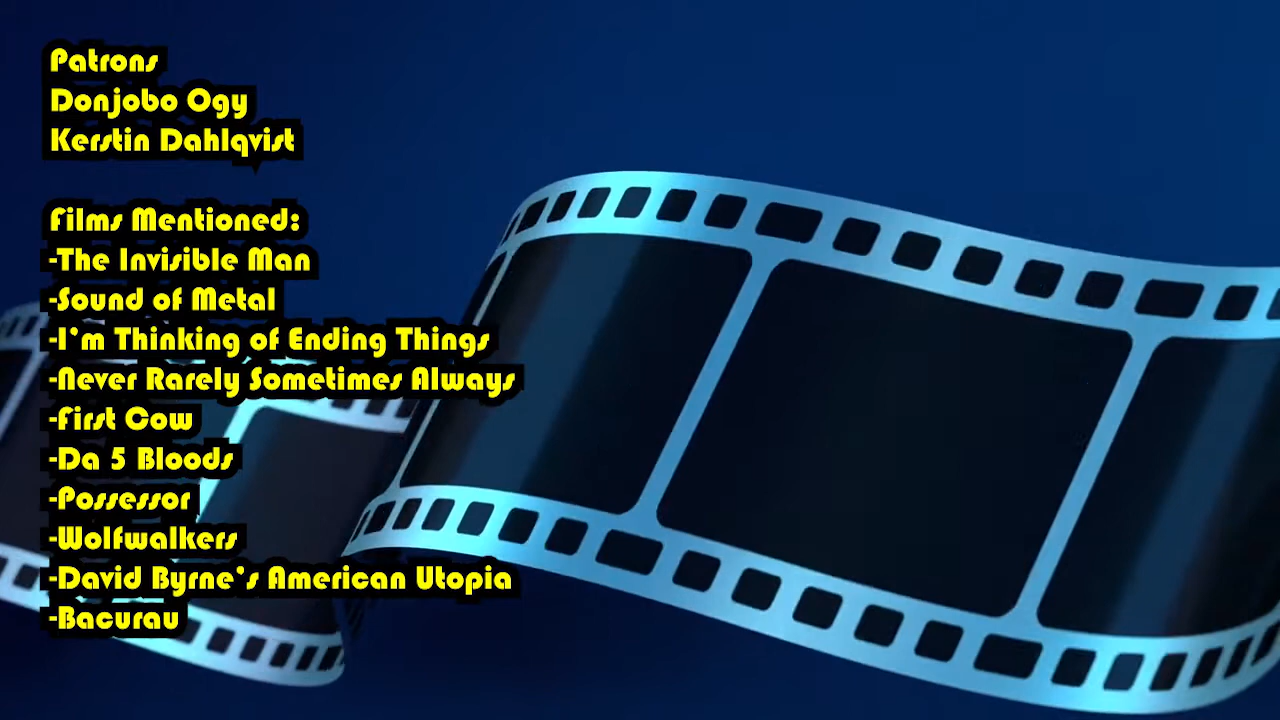 Patrons
Donjobo Ogy
Kerstin Dahlqvist
Films Mentioned:
-The Invisible Man
-Sound of Metal
-I'm Thinking of Ending Things
-Never Rarely Sometimes Always
-First Cow
-Da 5 Bloods
-Possessor
-Wolfwalkers
-David Byrne's American Utopia
-Bacurau